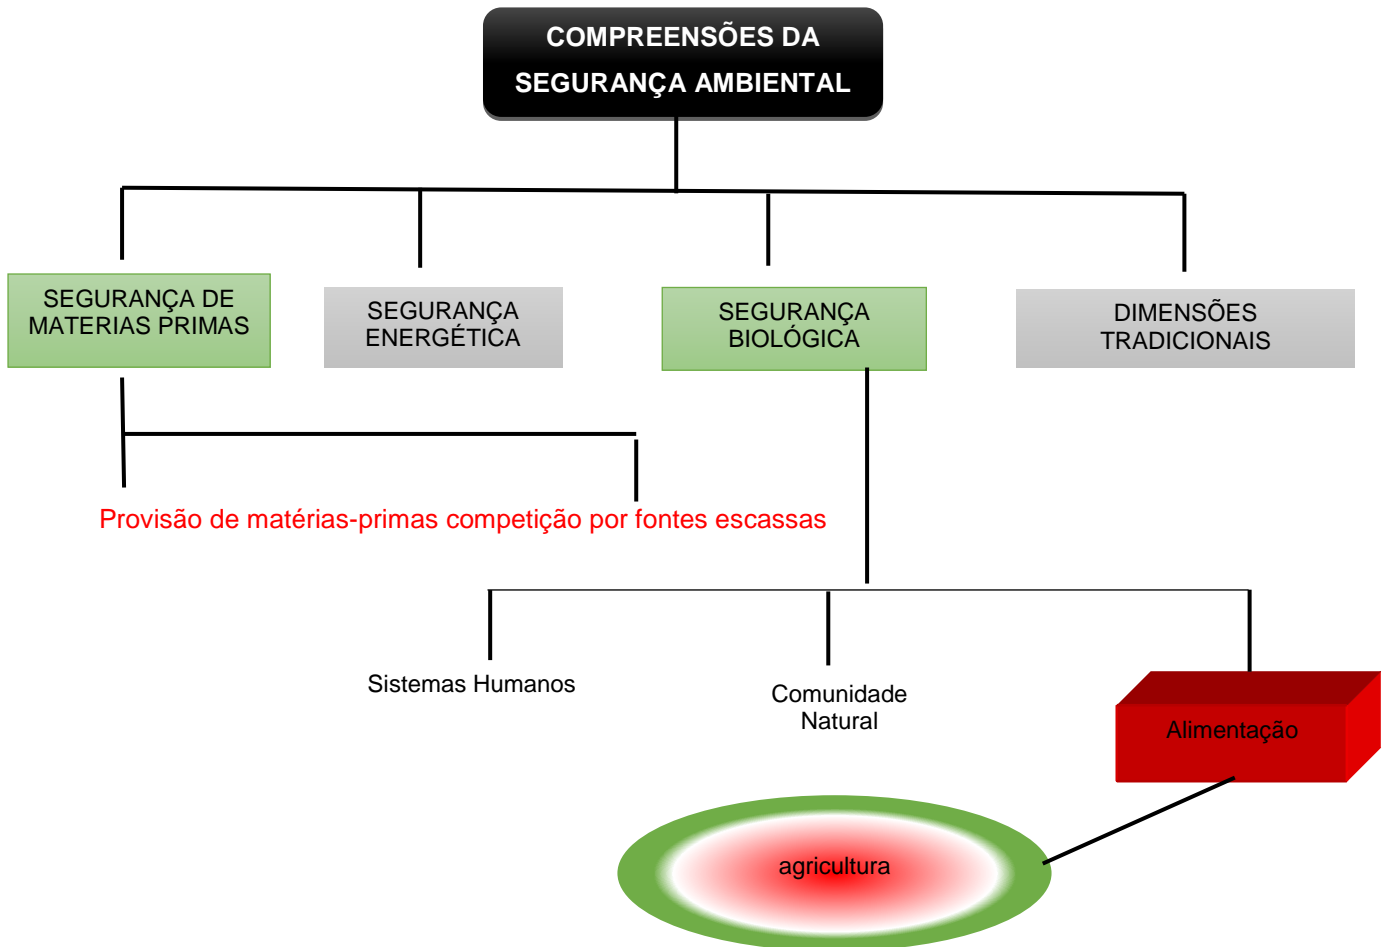 COMPREENSÕES DA
SEGURANÇA AMBIENTAL
SEGURANÇA DE
MATERIAS PRIMAS
SEGURANÇA
ENERGÉTICA
SEGURANÇA
BIOLÓGICA
DIMENSÕES
TRADICIONAIS
Provisão de matérias-primas competição por fontes escassas
Sistemas Humanos
Comunidade
Natural
Alimentação
agricultura